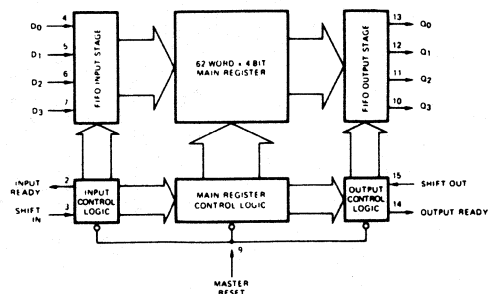 D0 4
D1 5
D2 6
D3 7
FIFO INPUT STAGE
62 WORD × 4 BIT
MAIN REGISTER
FIFO OUTPUT STAGE
13 Q0
12 Q1
11 Q2
10 Q3
INPUT
READY
2
SHIFT
IN
3
INPUT
CONTROL
LOGIC
MAIN REGISTER
CONTROL LOGIC
OUTPUT
CONTROL
LOGIC
15 SHIFT OUT
14 OUTPUT READY
9
MASTER
RESET